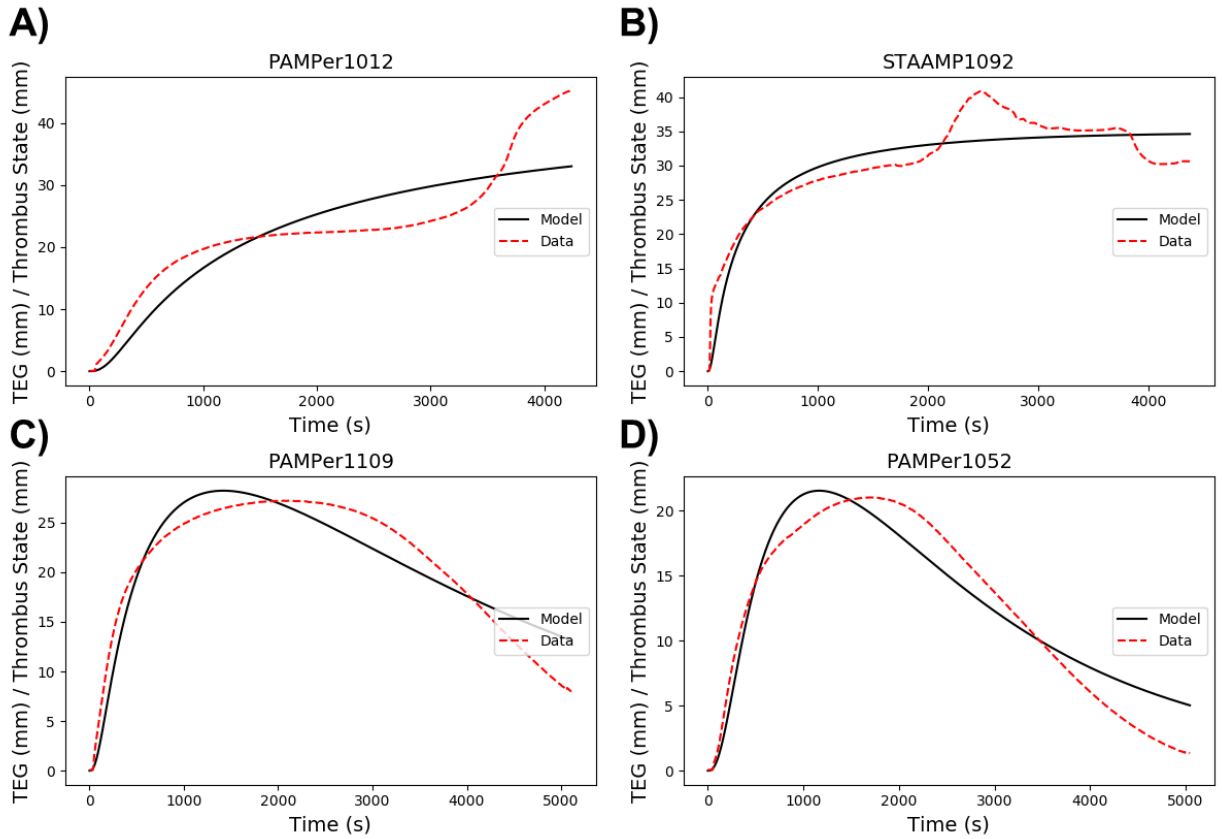 A)
PAMPer1012
TEG (mm) / Thrombus State (mm)
40
30
20
10
0
Model
Data
0 1000 2000 3000 4000
Time (s)
B)
STAAMP1092
TEG (mm) / Thrombus State (mm)
40
35
30
25
20
15
10
5
0
Model
Data
0 1000 2000 3000 4000
Time (s)
C)
PAMPer1109
TEG (mm) / Thrombus State (mm)
25
20
15
10
5
0
Model
Data
0 1000 2000 3000 4000 5000
Time (s)
D)
PAMPer1052
TEG (mm) / Thrombus State (mm)
20
15
10
5
0
Model
Data
0 1000 2000 3000 4000 5000
Time (s)